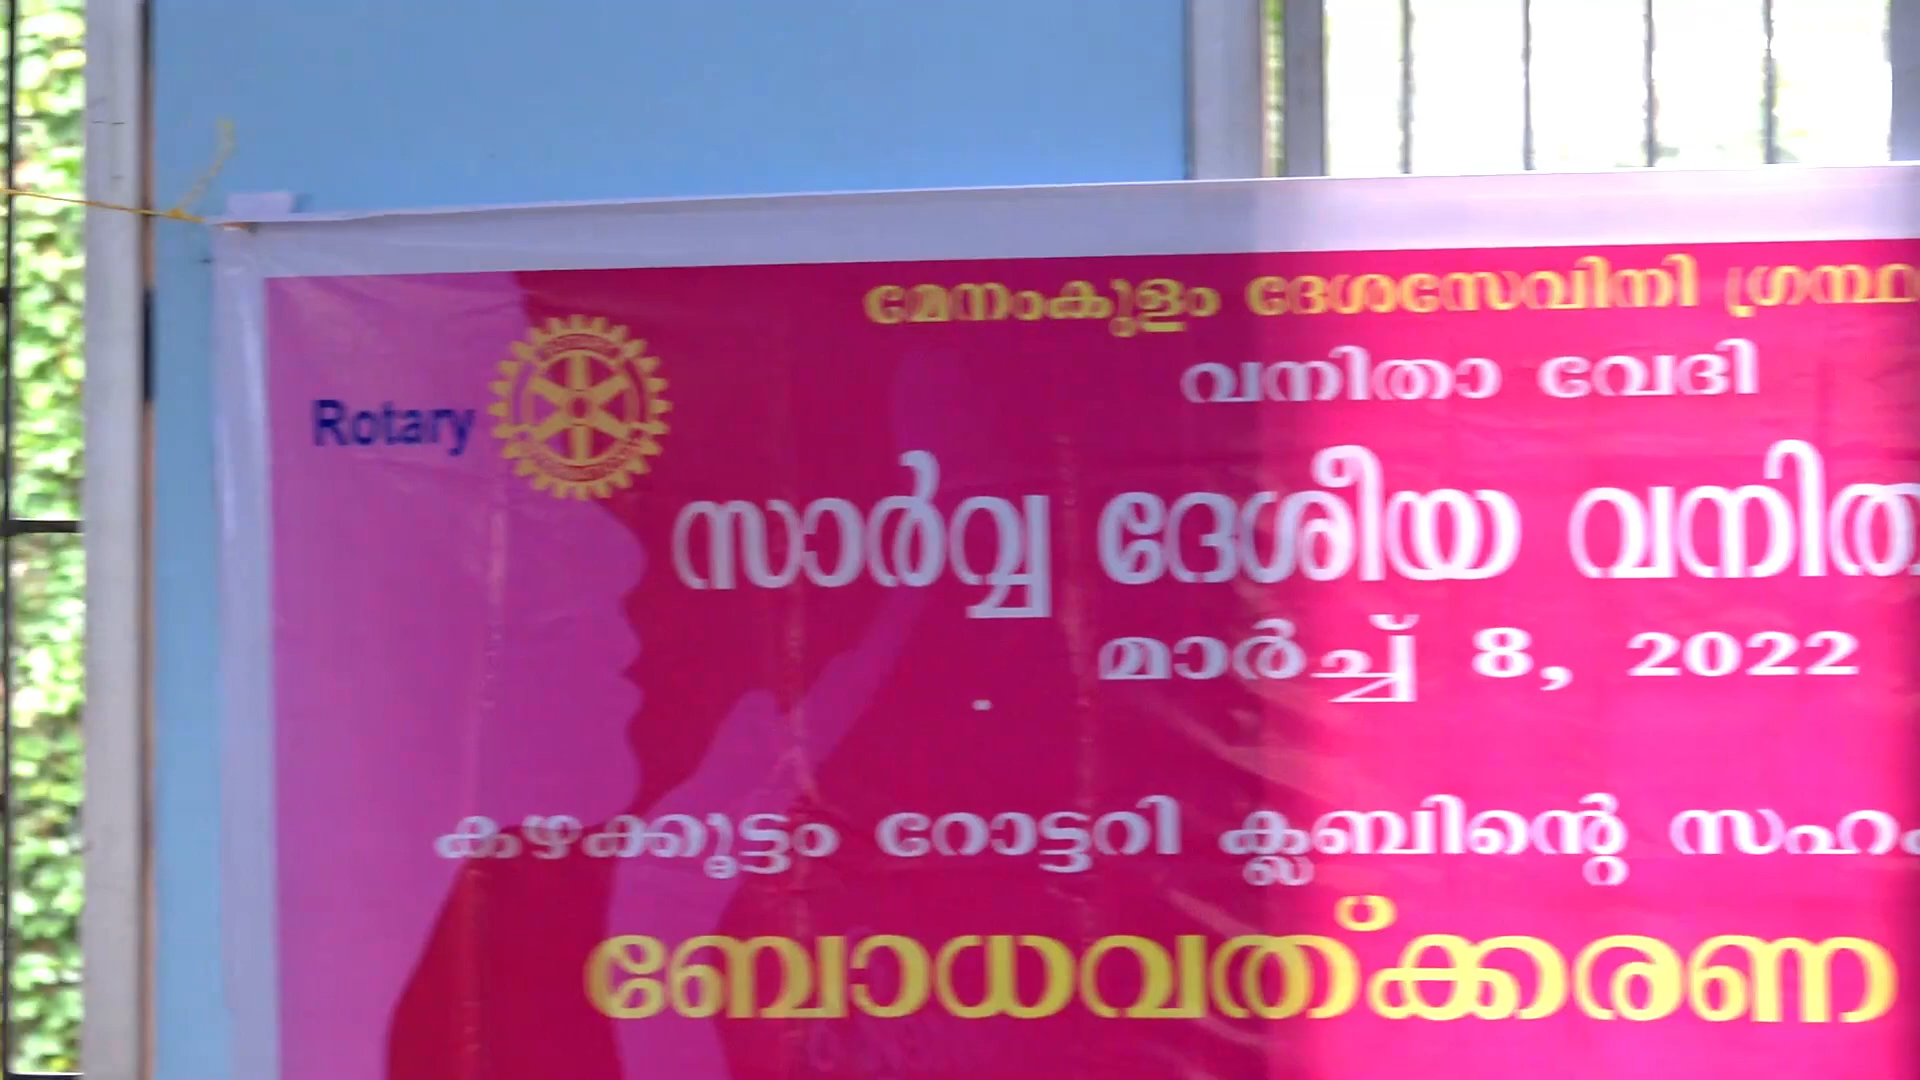 മേനംകുളം ദേശസേവിനി ഗ്രന്ഥ
വനിതാ വേദി
Rotary
സാർവ്വ ദേശീയ വനിത
മാർച്ച് 8, 2022
കഴക്കൂട്ടം റോട്ടറി ക്ലബിന്റെ സഹ
ബോധവത്ക്കരണ